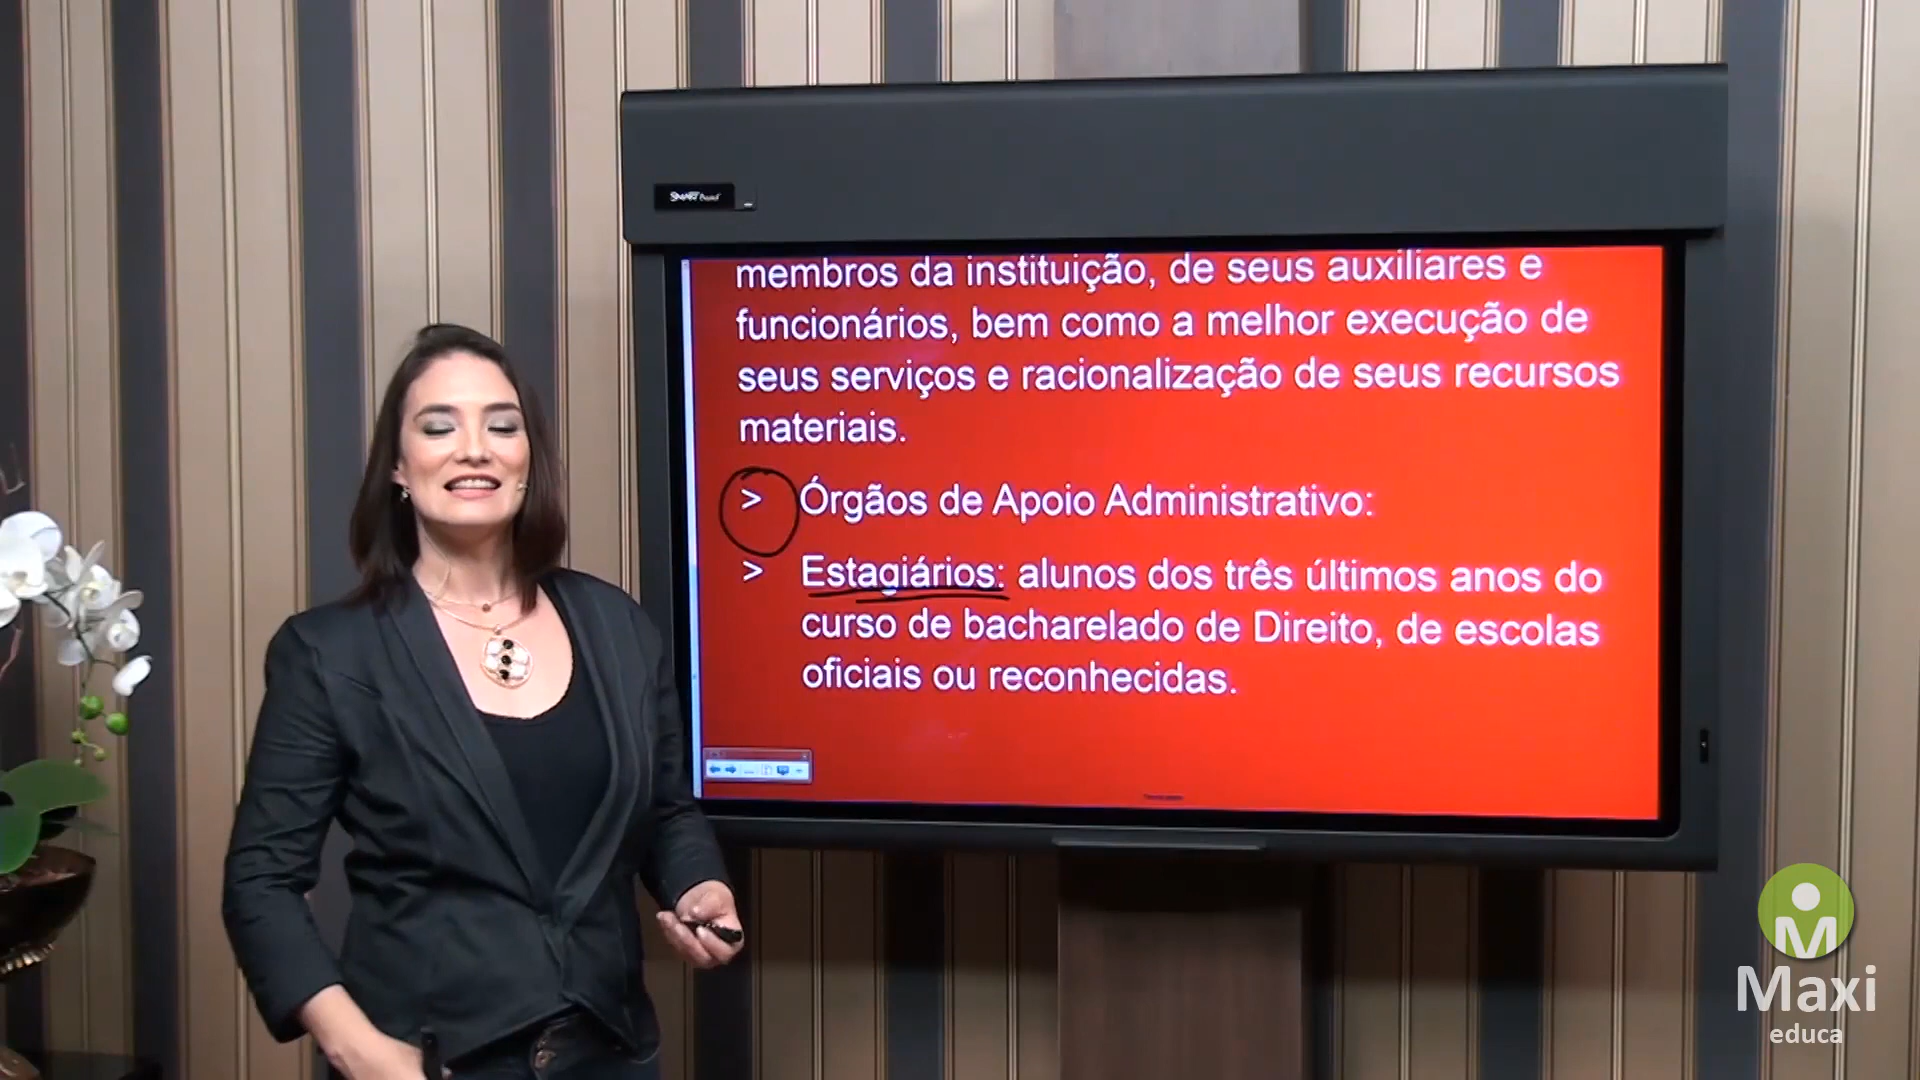 SMART Board
membros da instituição, de seus auxiliares e
funcionários, bem como a melhor execução de
seus serviços e racionalização de seus recursos
materiais.
> Órgãos de Apoio Administrativo:
> Estagiários: alunos dos três últimos anos do
curso de bacharelado de Direito, de escolas
oficiais ou reconhecidas.
M
Maxi
educa